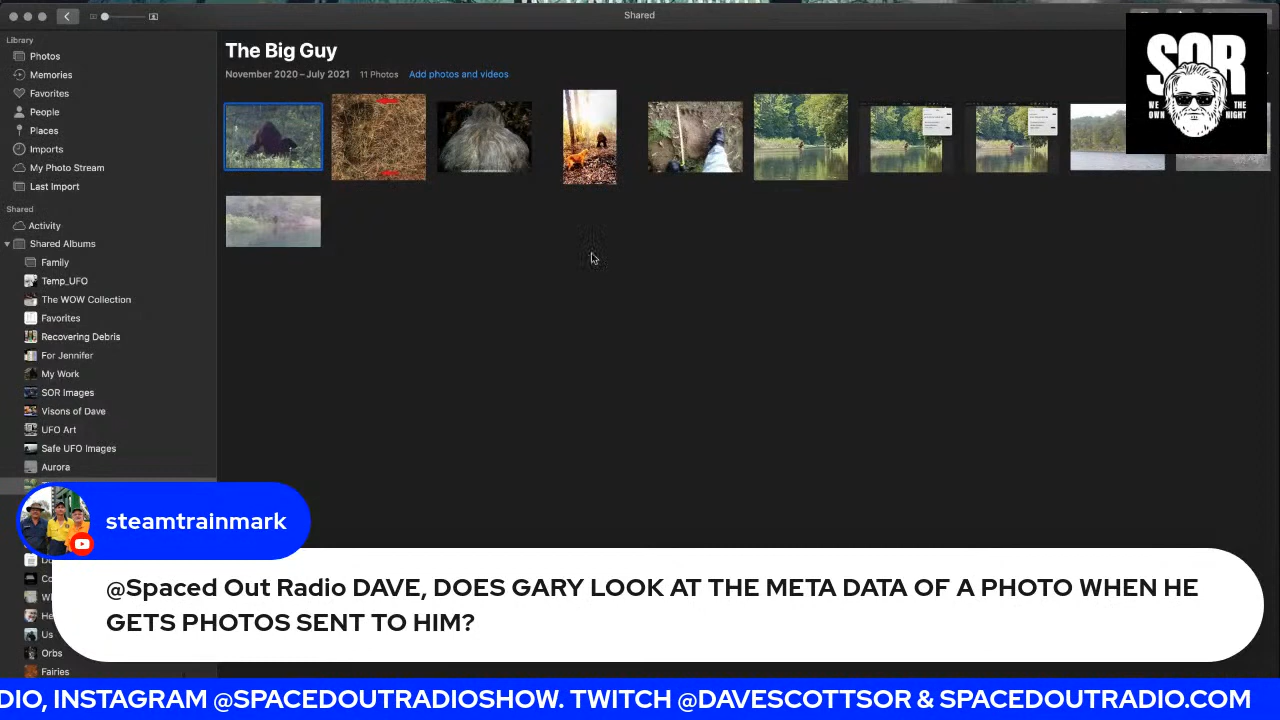 Shared
Library
Photos
Memories
Favorites
People
Places
Imports
My Photo Stream
Last Import
Shared
Activity
Shared Albums
Family
Temp_UFO
The WOW Collection
Favorites
Recovering Debris
For Jennifer
My Work
SOR Images
Visons of Dave
UFO Art
Safe UFO Images
Aurora
Us
Orbs
Fairies
The Big Guy
November 2020–July 2021 11 Photos Add photos and videos
SOR
WE THE
OWN NIGHT
steamtrainmark
@Spaced Out Radio DAVE, DOES GARY LOOK AT THE META DATA OF A PHOTO WHEN HE
GETS PHOTOS SENT TO HIM?
DIO, INSTAGRAM @SPACEDOUTRADIOSHOW. TWITCH @DAVESCOTTSOR & SPACEDOUTRADIO.COM